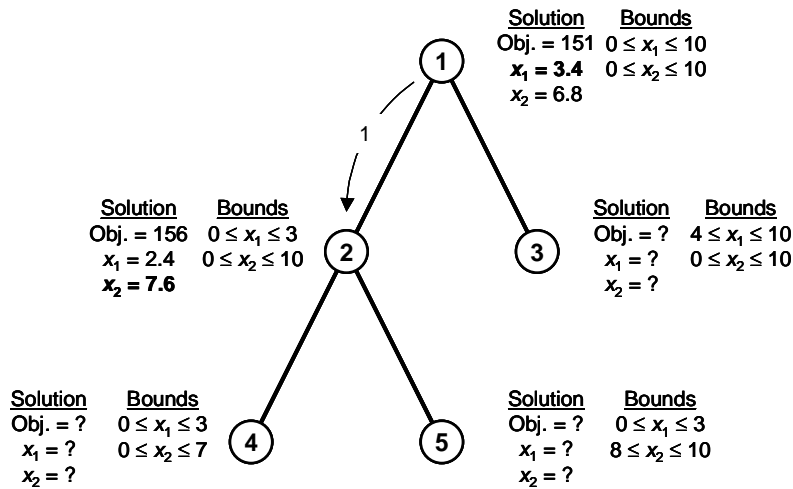 Solution Bounds
Obj. = 151 0 ≤ x₁ ≤ 10
x₁ = 3.4 0 ≤ x₂ ≤ 10
x₂ = 6.8
1
1
Solution Bounds
Obj. = 156 0 ≤ x₁ ≤ 3
x₁ = 2.4 0 ≤ x₂ ≤ 10
x₂ = 7.6
2
3
Solution Bounds
Obj. = ? 4 ≤ x₁ ≤ 10
x₁ = ? 0 ≤ x₂ ≤ 10
x₂ = ?
Solution Bounds
Obj. = ? 0 ≤ x₁ ≤ 3
x₁ = ? 0 ≤ x₂ ≤ 7
x₂ = ?
4
5
Solution Bounds
Obj. = ? 0 ≤ x₁ ≤ 3
x₁ = ? 8 ≤ x₂ ≤ 10
x₂ = ?